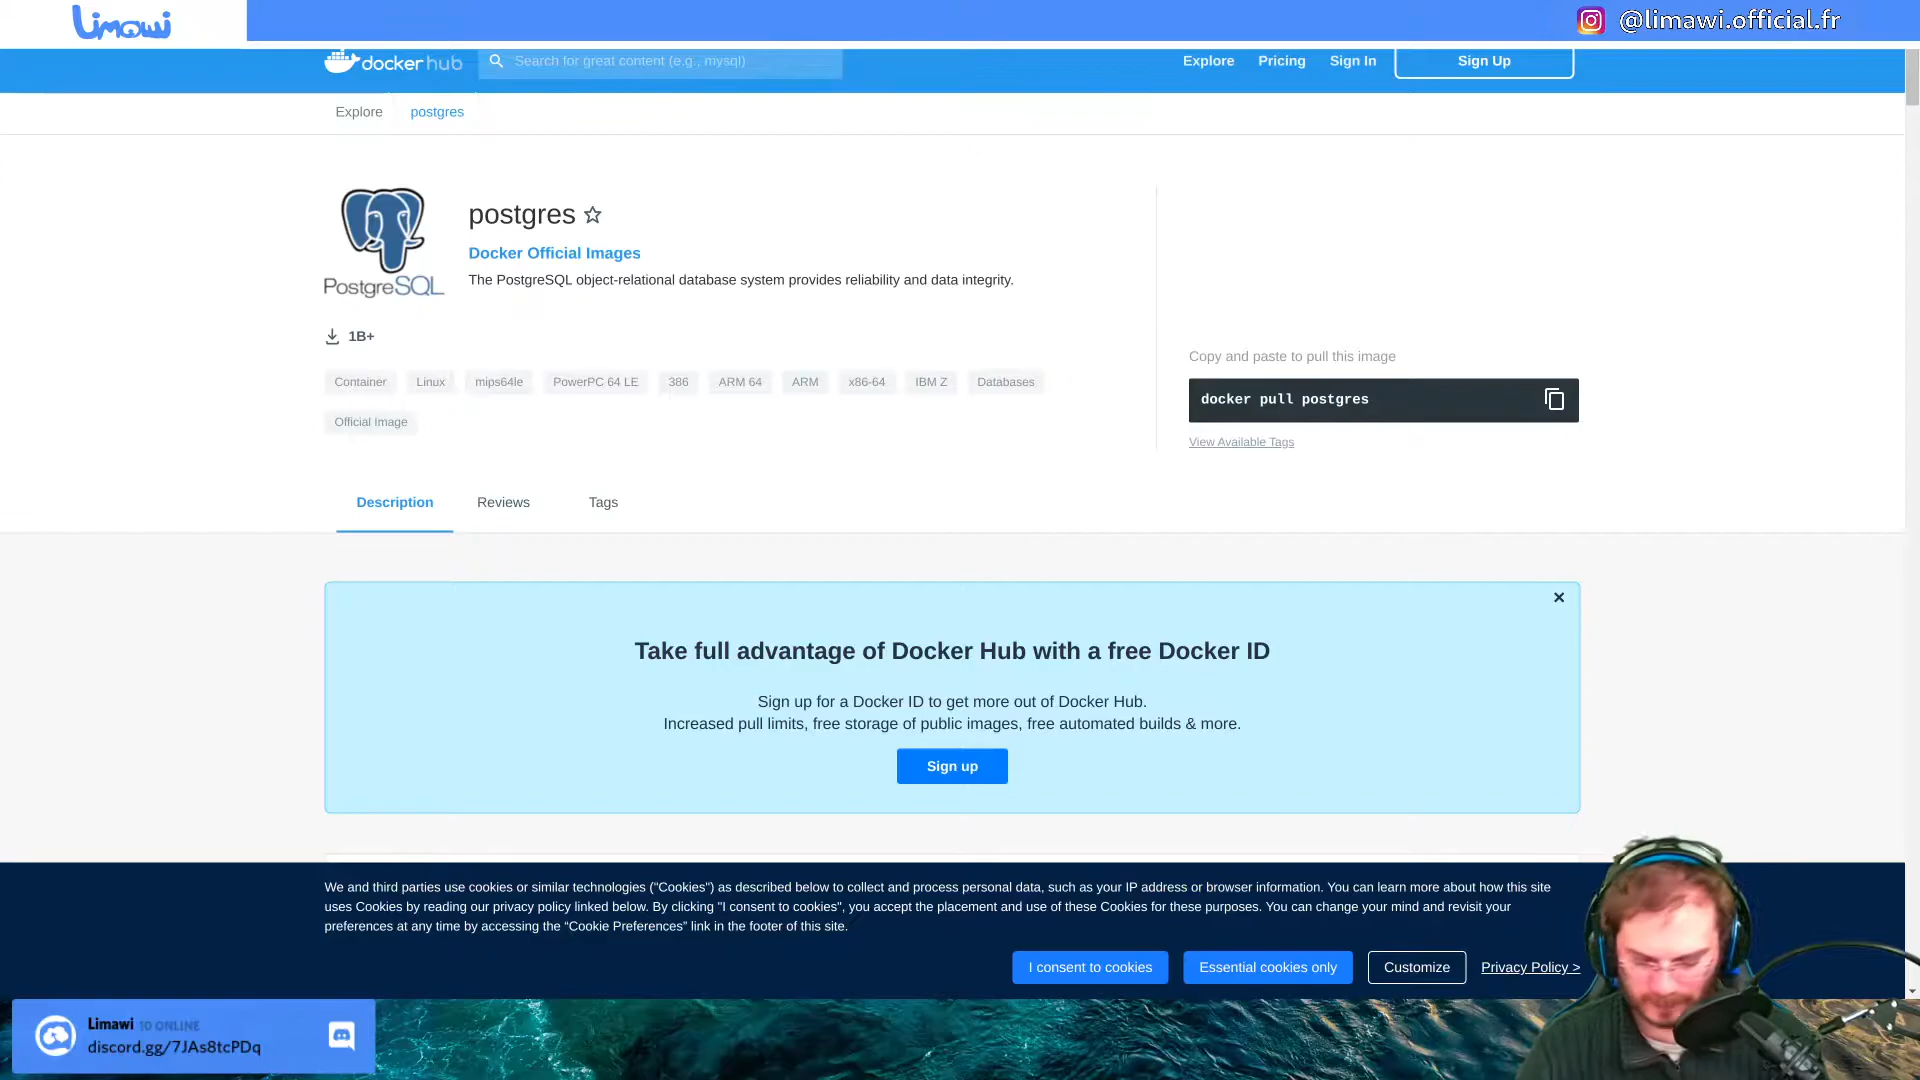 Limawi
@limawi.official.fr
docker hub
Search for great content (e.g., mysql)
Explore
Pricing
Sign In
Sign Up
Explore
postgres
PostgreSQL
postgres
Docker Official Images
The PostgreSQL object-relational database system provides reliability and data integrity.
1B+
Container
Linux
mips64le
PowerPC 64 LE
386
ARM 64
ARM
x86-64
IBM Z
Databases
Official Image
Copy and paste to pull this image
docker pull postgres
View Available Tags
Description
Reviews
Tags
Take full advantage of Docker Hub with a free Docker ID
Sign up for a Docker ID to get more out of Docker Hub.
Increased pull limits, free storage of public images, free automated builds & more.
Sign up
We and third parties use cookies or similar technologies ("Cookies") as described below to collect and process personal data, such as your IP address or browser information. You can learn more about how this site
uses Cookies by reading our privacy policy linked below. By clicking "I consent to cookies", you accept the placement and use of these Cookies for these purposes. You can change your mind and revisit your
preferences at any time by accessing the "Cookie Preferences" link in the footer of this site.
I consent to cookies
Essential cookies only
Customize
Privacy Policy >
Limawi 10 ONLINE
discord.gg/7JAs8tcPDq